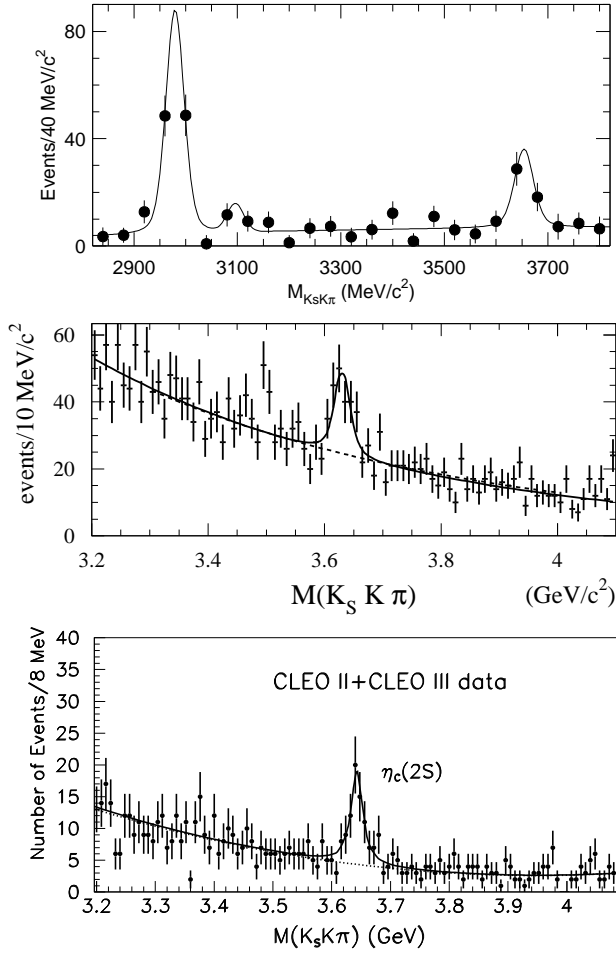 80
40
0
Events/40 MeV/c²
2900 3100 3300 3500 3700
M_KsKπ (MeV/c²)
60
40
20
0
events/10 MeV/c²
3.2 3.4 3.6 3.8 4
M(K_S K π) (GeV/c²)
40
35
30
25
20
15
10
5
0
Number of Events/8 MeV
CLEO II+CLEO III data
η_c(2S)
3.2 3.3 3.4 3.5 3.6 3.7 3.8 3.9 4
M(K_sKπ) (GeV)